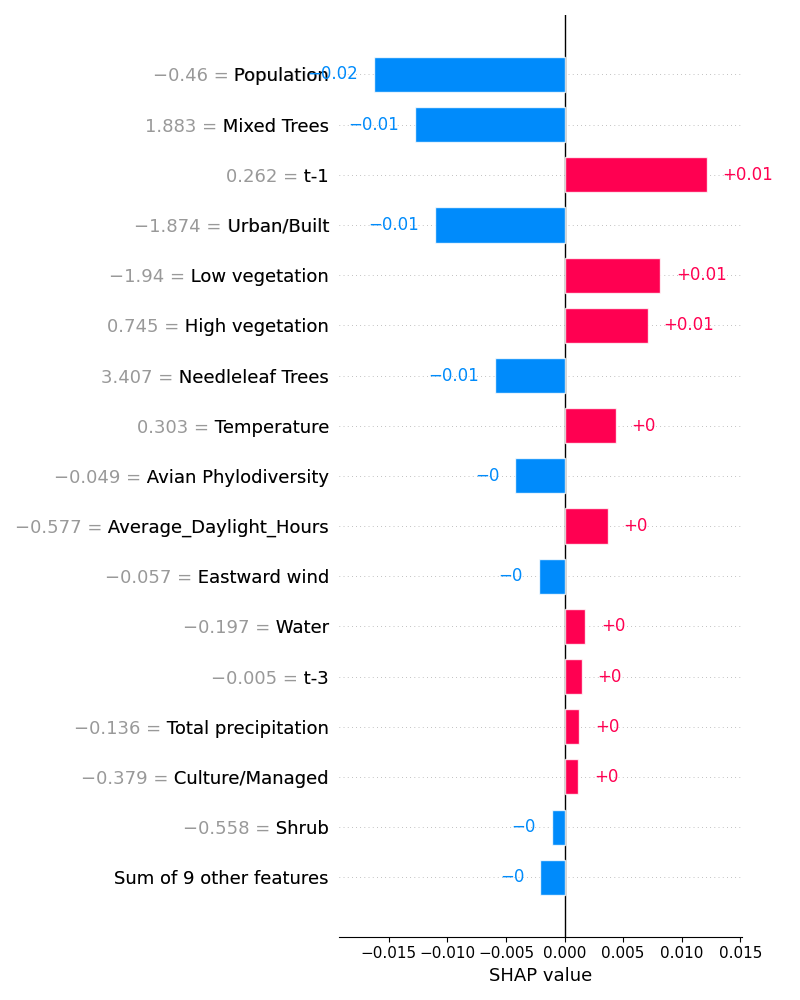 −0.46 = Population −0.02
1.883 = Mixed Trees −0.01
0.262 = t-1 +0.01
−1.874 = Urban/Built −0.01
−1.94 = Low vegetation +0.01
0.745 = High vegetation +0.01
3.407 = Needleleaf Trees −0.01
0.303 = Temperature +0
−0.049 = Avian Phylodiversity −0
−0.577 = Average_Daylight_Hours +0
−0.057 = Eastward wind −0
−0.197 = Water +0
−0.005 = t-3 +0
−0.136 = Total precipitation +0
−0.379 = Culture/Managed +0
−0.558 = Shrub −0
Sum of 9 other features −0
−0.015 −0.010 −0.005 0.000 0.005 0.010 0.015
SHAP value